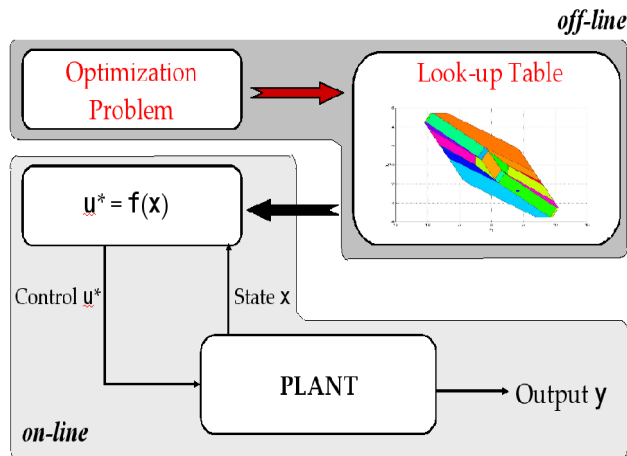 off-line
Optimization
Problem
Look-up Table
u* = f(x)
Control u*
State x
PLANT
Output y
on-line